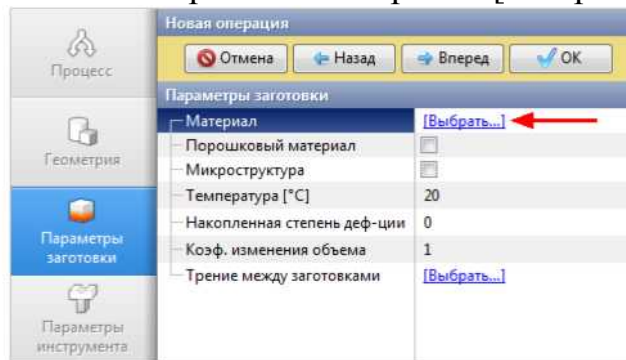 Новая операция
Отмена Назад Вперед ОК
Процесс
Параметры заготовки
Материал [Выбрать...]
Порошковый материал
Геометрия
Микроструктура
Температура [°C] 20
Накопленная степень деф-ции 0
Параметры
заготовки
Коэф. изменения объема 1
Трение между заготовками [Выбрать...]
Параметры
инструмента